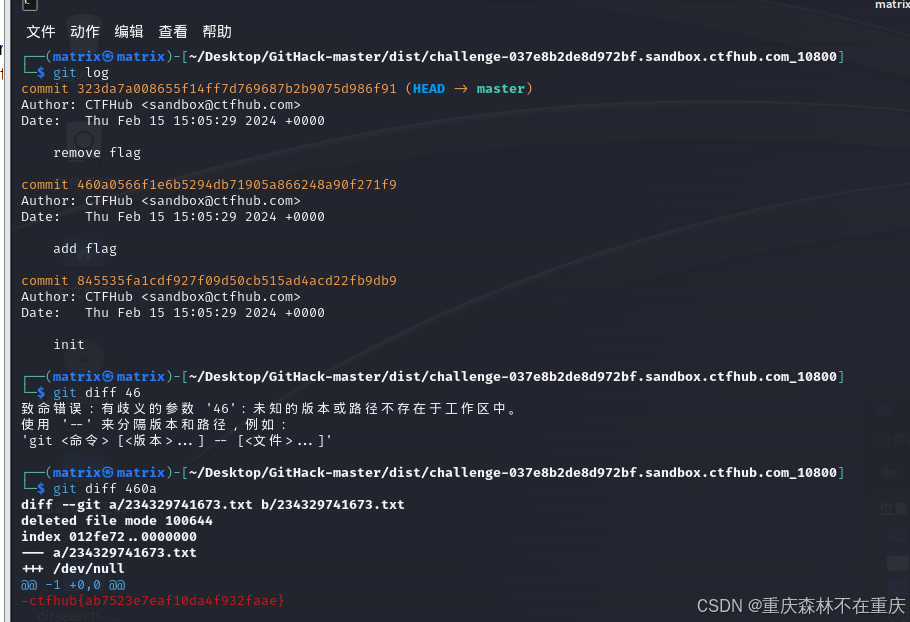 matrix
文件 动作 编辑 查看 帮助
┌──(matrix㉿matrix)-[~/Desktop/GitHack-master/dist/challenge-037e8b2de8d972bf.sandbox.ctfhub.com_10800]
└─$ git log
commit 323da7a008655f14ff7d769687b2b9075d986f91 (HEAD → master)
Author: CTFHub <sandbox@ctfhub.com>
Date:   Thu Feb 15 15:05:29 2024 +0000
    remove flag
commit 460a0566f1e6b5294db71905a866248a90f271f9
Author: CTFHub <sandbox@ctfhub.com>
Date:   Thu Feb 15 15:05:29 2024 +0000
    add flag
commit 845535fa1cdf927f09d50cb515ad4acd22fb9db9
Author: CTFHub <sandbox@ctfhub.com>
Date:   Thu Feb 15 15:05:29 2024 +0000
    init
┌──(matrix㉿matrix)-[~/Desktop/GitHack-master/dist/challenge-037e8b2de8d972bf.sandbox.ctfhub.com_10800]
└─$ git diff 46
致命错误：有歧义的参数 '46'：未知的版本或路径不存在于工作区中。
使用 '--' 来分隔版本和路径，例如：
'git <命令> [<版本>...] -- [<文件>...]'
┌──(matrix㉿matrix)-[~/Desktop/GitHack-master/dist/challenge-037e8b2de8d972bf.sandbox.ctfhub.com_10800]
└─$ git diff 460a
diff --git a/234329741673.txt b/234329741673.txt
deleted file mode 100644
index 012fe72..0000000
--- a/234329741673.txt
+++ /dev/null
@@ -1 +0,0 @@
-ctfhub{ab7523e7eaf10da4f932faae}
CSDN @重庆森林不在重庆